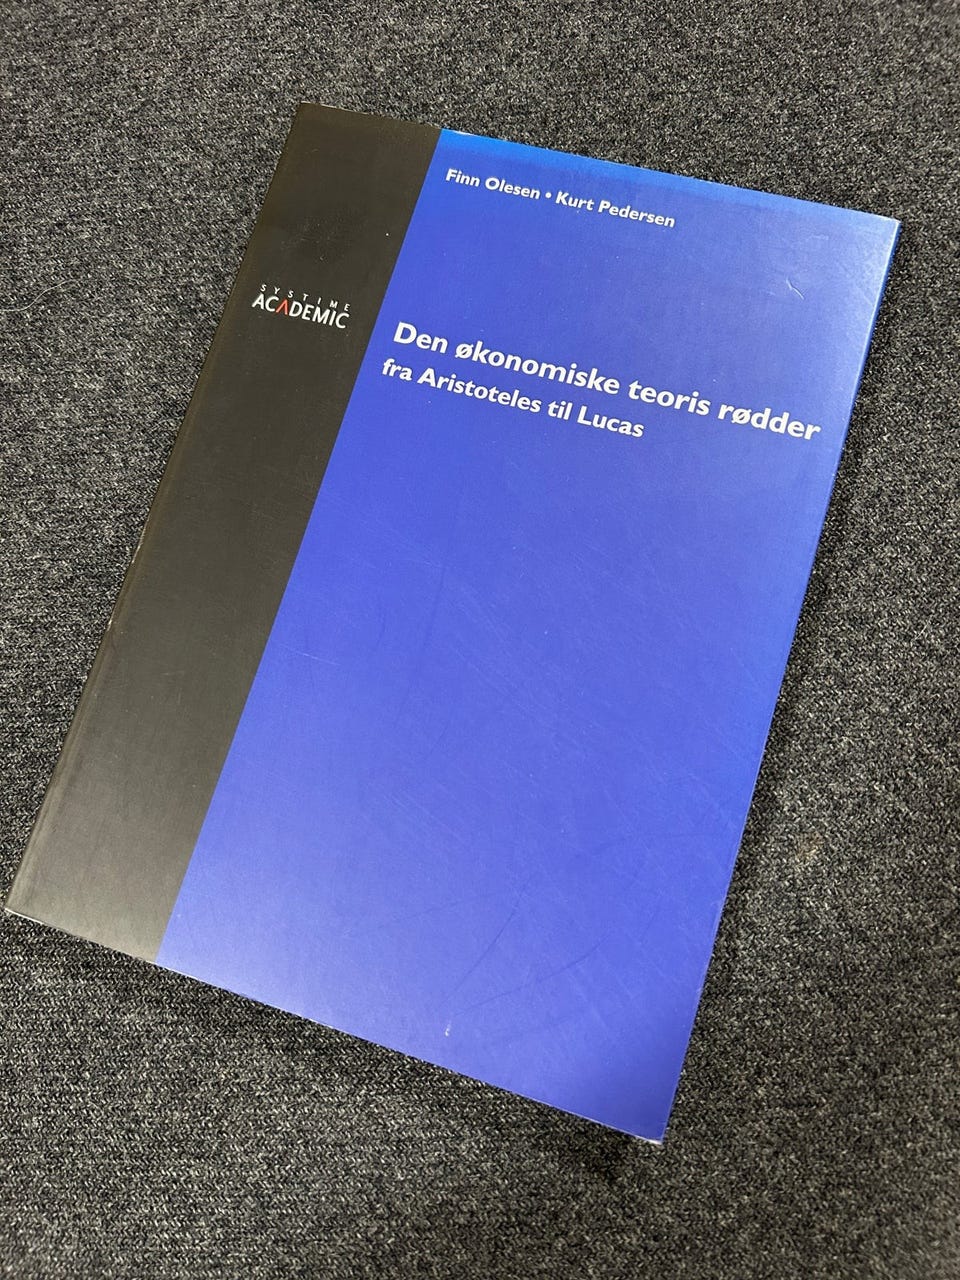 Finn Olesen • Kurt Pedersen
SYSTIME
ACADEMIC
Den økonomiske teoris rødder
fra Aristoteles til Lucas